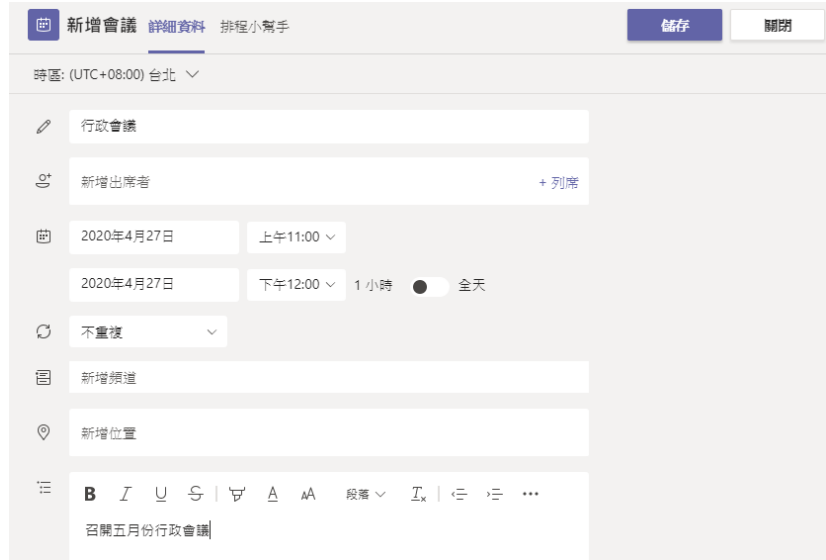 新增會議 詳細資料 排程小幫手 儲存 關閉
時區: (UTC+08:00) 台北
行政會議
新增出席者 + 列席
2020年4月27日 上午11:00
2020年4月27日 下午12:00 1 小時 全天
不重複
新增頻道
新增位置
B I U S A AA 段落 Tx ...
召開五月份行政會議